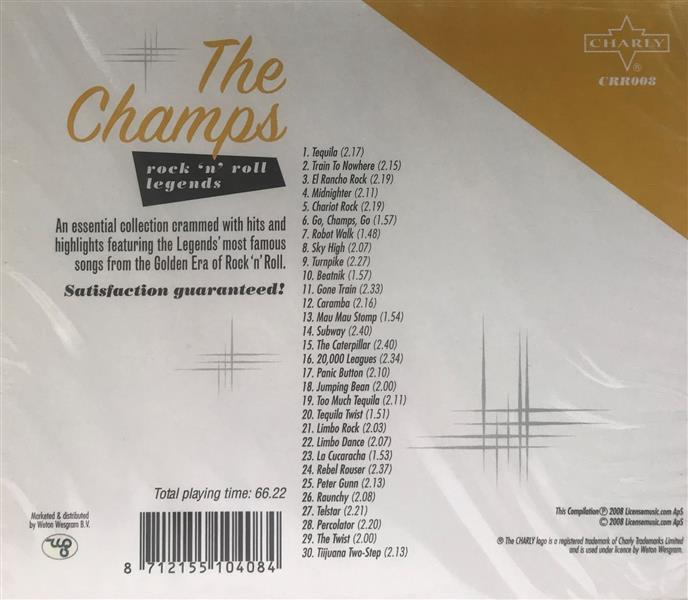 The
Champs
rock ‘n’ roll
legends
An essential collection crammed with hits and
highlights featuring the Legends’ most famous
songs from the Golden Era of Rock ‘n’ Roll.
Satisfaction guaranteed!
CHARLY
®
CRR008
1. Tequila (2.17)
2. Train To Nowhere (2.15)
3. El Rancho Rock (2.19)
4. Midnighter (2.11)
5. Chariot Rock (2.19)
6. Go, Champs, Go (1.57)
7. Robot Walk (1.48)
8. Sky High (2.07)
9. Turnpike (2.27)
10. Beatnik (1.57)
11. Gone Train (2.33)
12. Caramba (2.16)
13. Mau Mau Stomp (1.54)
14. Subway (2.40)
15. The Caterpillar (2.40)
16. 20,000 Leagues (2.34)
17. Panic Button (2.10)
18. Jumping Bean (2.00)
19. Too Much Tequila (2.11)
20. Tequila Twist (1.51)
21. Limbo Rock (2.03)
22. Limbo Dance (2.07)
23. La Cucaracha (1.53)
24. Rebel Rouser (2.37)
25. Peter Gunn (2.13)
26. Raunchy (2.08)
27. Telstar (2.21)
28. Percolator (2.20)
29. The Twist (2.00)
30. Tiijuana Two-Step (2.13)
Total playing time: 66.22
Marketed & distributed
by Weton Wesgram B.V.
8 712155 104084
This Compilation Ⓟ 2008 Licensemusic.com ApS
© 2008 Licensemusic.com ApS
® The CHARLY logo is a registered trademark of Charly Trademarks Limited
and is used under licence by Weton Wesgram.